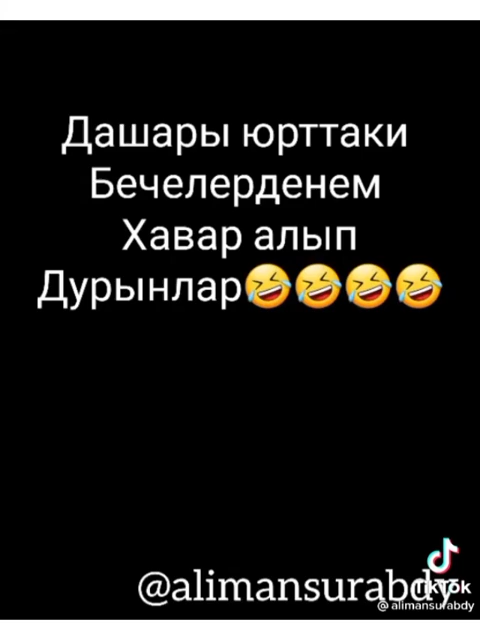 Дашары юрттаки
Бечелерденем
Хавар алып
Дурынлар🤣🤣🤣🤣
@alimansurabdy
TikTok
@alimansurabdy